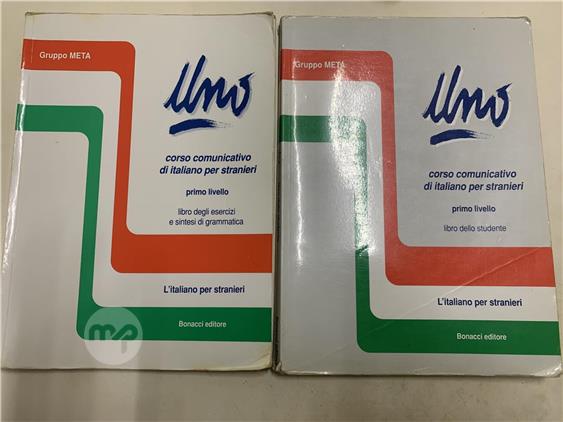 Gruppo META
Uno
corso comunicativo
di italiano per stranieri
primo livello
libro degli esercizi
e sintesi di grammatica
L'italiano per stranieri
Bonacci editore
mp
Gruppo META
Uno
corso comunicativo
di italiano per stranieri
primo livello
libro dello studente
L'italiano per stranieri
Bonacci editore